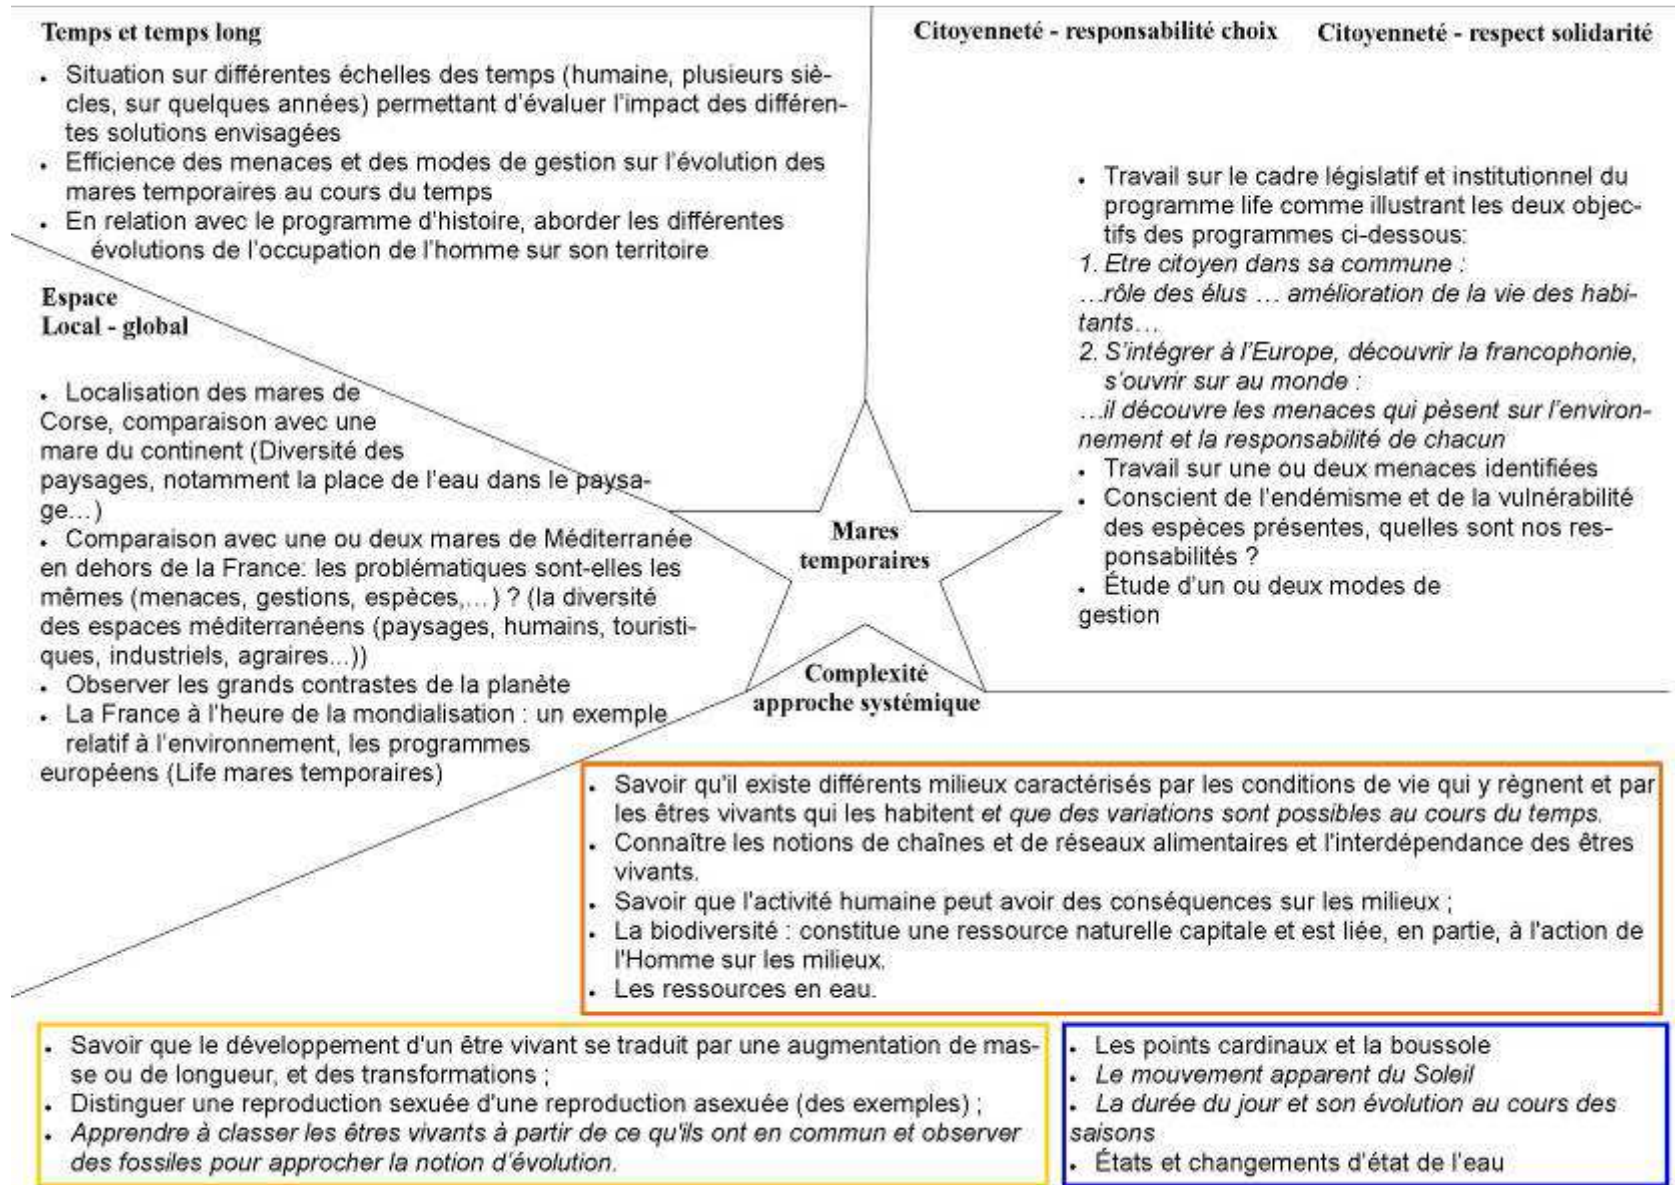 Temps et temps long
• Situation sur différentes échelles des temps (humaine, plusieurs siè-
cles, sur quelques années) permettant d'évaluer l'impact des différen-
tes solutions envisagées
• Efficience des menaces et des modes de gestion sur l'évolution des
mares temporaires au cours du temps
• En relation avec le programme d'histoire, aborder les différentes
évolutions de l'occupation de l'homme sur son territoire
Espace
Local - global
• Localisation des mares de
Corse, comparaison avec une
mare du continent (Diversité des
paysages, notamment la place de l'eau dans le paysa-
ge…)
• Comparaison avec une ou deux mares de Méditerranée
en dehors de la France: les problématiques sont-elles les
mêmes (menaces, gestions, espèces,…) ? (la diversité
des espaces méditerranéens (paysages, humains, touristi-
ques, industriels, agraires...))
• Observer les grands contrastes de la planète
• La France à l'heure de la mondialisation : un exemple
relatif à l'environnement, les programmes
européens (Life mares temporaires)
Citoyenneté - responsabilité choix Citoyenneté - respect solidarité
• Travail sur le cadre législatif et institutionnel du
programme life comme illustrant les deux objec-
tifs des programmes ci-dessous:
1. Etre citoyen dans sa commune :
…rôle des élus … amélioration de la vie des habi-
tants…
2. S'intégrer à l'Europe, découvrir la francophonie,
s'ouvrir sur au monde :
…il découvre les menaces qui pèsent sur l'environ-
nement et la responsabilité de chacun
• Travail sur une ou deux menaces identifiées
• Conscient de l'endémisme et de la vulnérabilité
des espèces présentes, quelles sont nos res-
ponsabilités ?
• Étude d'un ou deux modes de
gestion
Mares
temporaires
Complexité
approche systémique
• Savoir qu'il existe différents milieux caractérisés par les conditions de vie qui y règnent et par
les êtres vivants qui les habitent et que des variations sont possibles au cours du temps.
• Connaître les notions de chaînes et de réseaux alimentaires et l'interdépendance des êtres
vivants.
• Savoir que l'activité humaine peut avoir des conséquences sur les milieux ;
• La biodiversité : constitue une ressource naturelle capitale et est liée, en partie, à l'action de
l'Homme sur les milieux.
• Les ressources en eau.
• Savoir que le développement d'un être vivant se traduit par une augmentation de mas-
se ou de longueur, et des transformations ;
• Distinguer une reproduction sexuée d'une reproduction asexuée (des exemples) ;
• Apprendre à classer les êtres vivants à partir de ce qu'ils ont en commun et observer
des fossiles pour approcher la notion d'évolution.
• Les points cardinaux et la boussole
• Le mouvement apparent du Soleil
• La durée du jour et son évolution au cours des
saisons
• États et changements d'état de l'eau